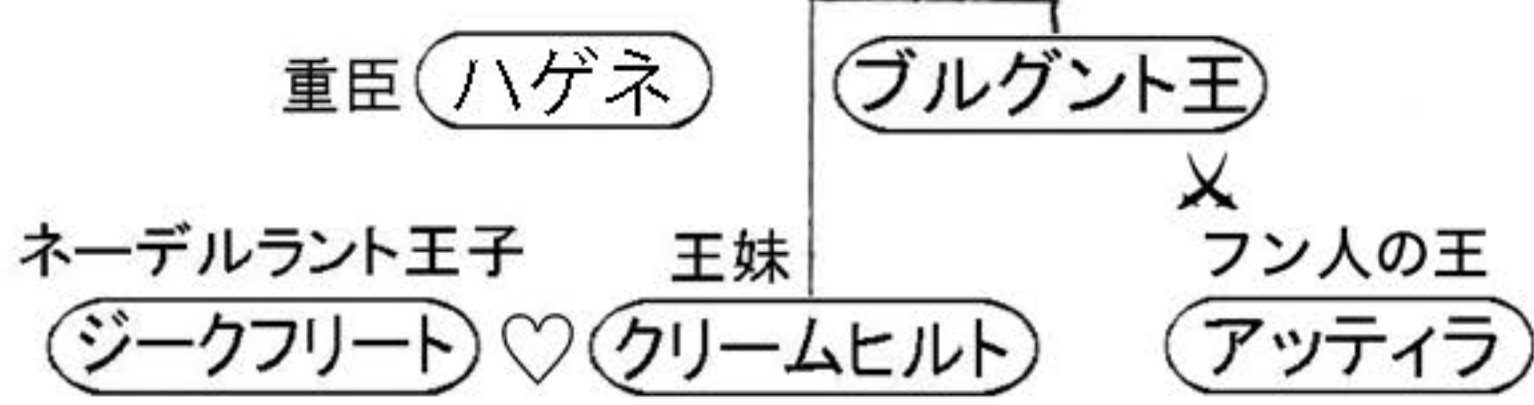 重臣 ハゲネ ブルグント王
ネーデルラント王子 王妹 フン人の王
ジークフリート ♡ クリームヒルト アッティラ